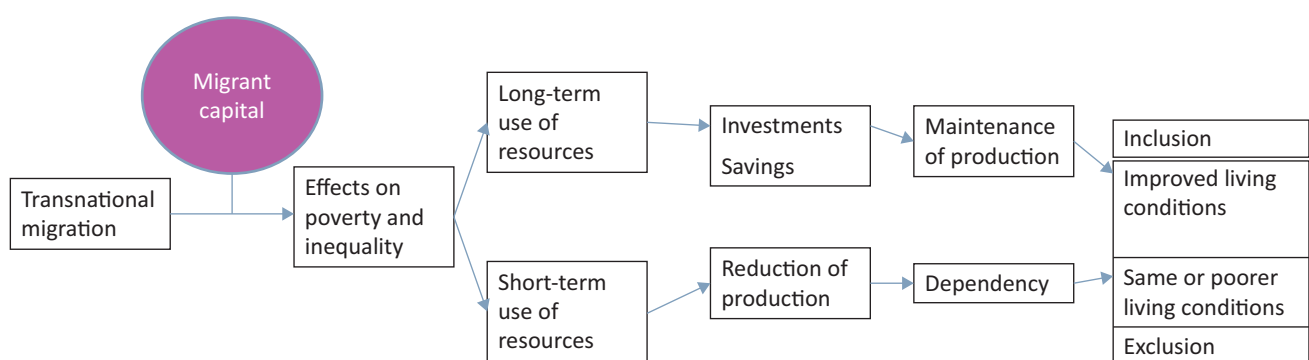 Migrant
capital
Transnational
migration
Effects on
poverty and
inequality
Long-term
use of
resources
Investments
Savings
Maintenance
of production
Inclusion
Improved living
conditions
Short-term
use of
resources
Reduction of
production
Dependency
Same or poorer
living conditions
Exclusion